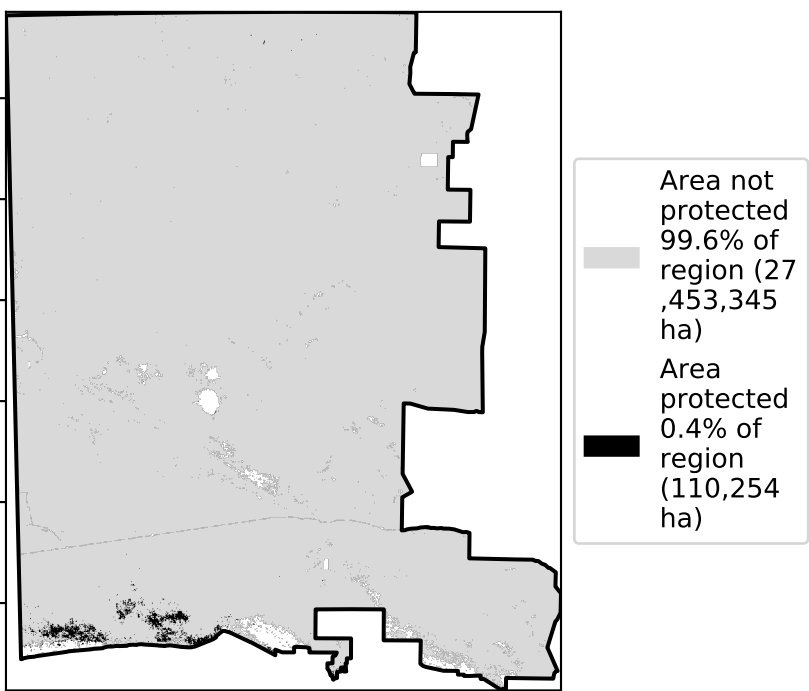 Area not
protected
99.6% of
region (27
,453,345
ha)
Area
protected
0.4% of
region
(110,254
ha)